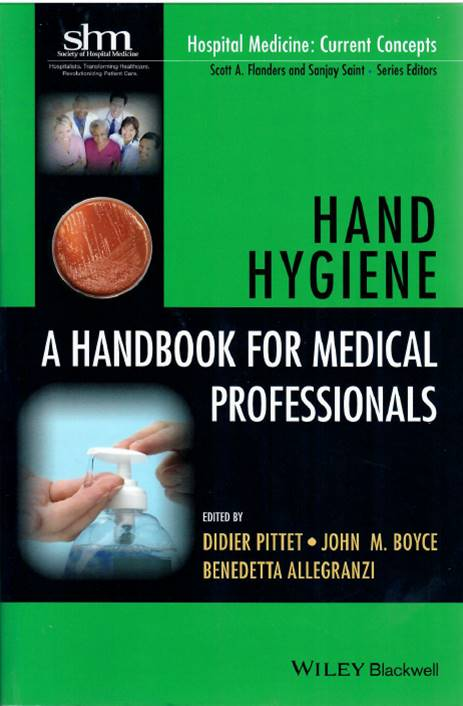 shm
Society of Hospital Medicine
Hospitalists. Transforming Healthcare.
Revolutionizing Patient Care.
Hospital Medicine: Current Concepts
Scott A. Flanders and Sanjay Saint • Series Editors
HAND
HYGIENE
A HANDBOOK FOR MEDICAL
PROFESSIONALS
EDITED BY
DIDIER PITTET • JOHN M. BOYCE
BENEDETTA ALLEGRANZI
WILEY Blackwell